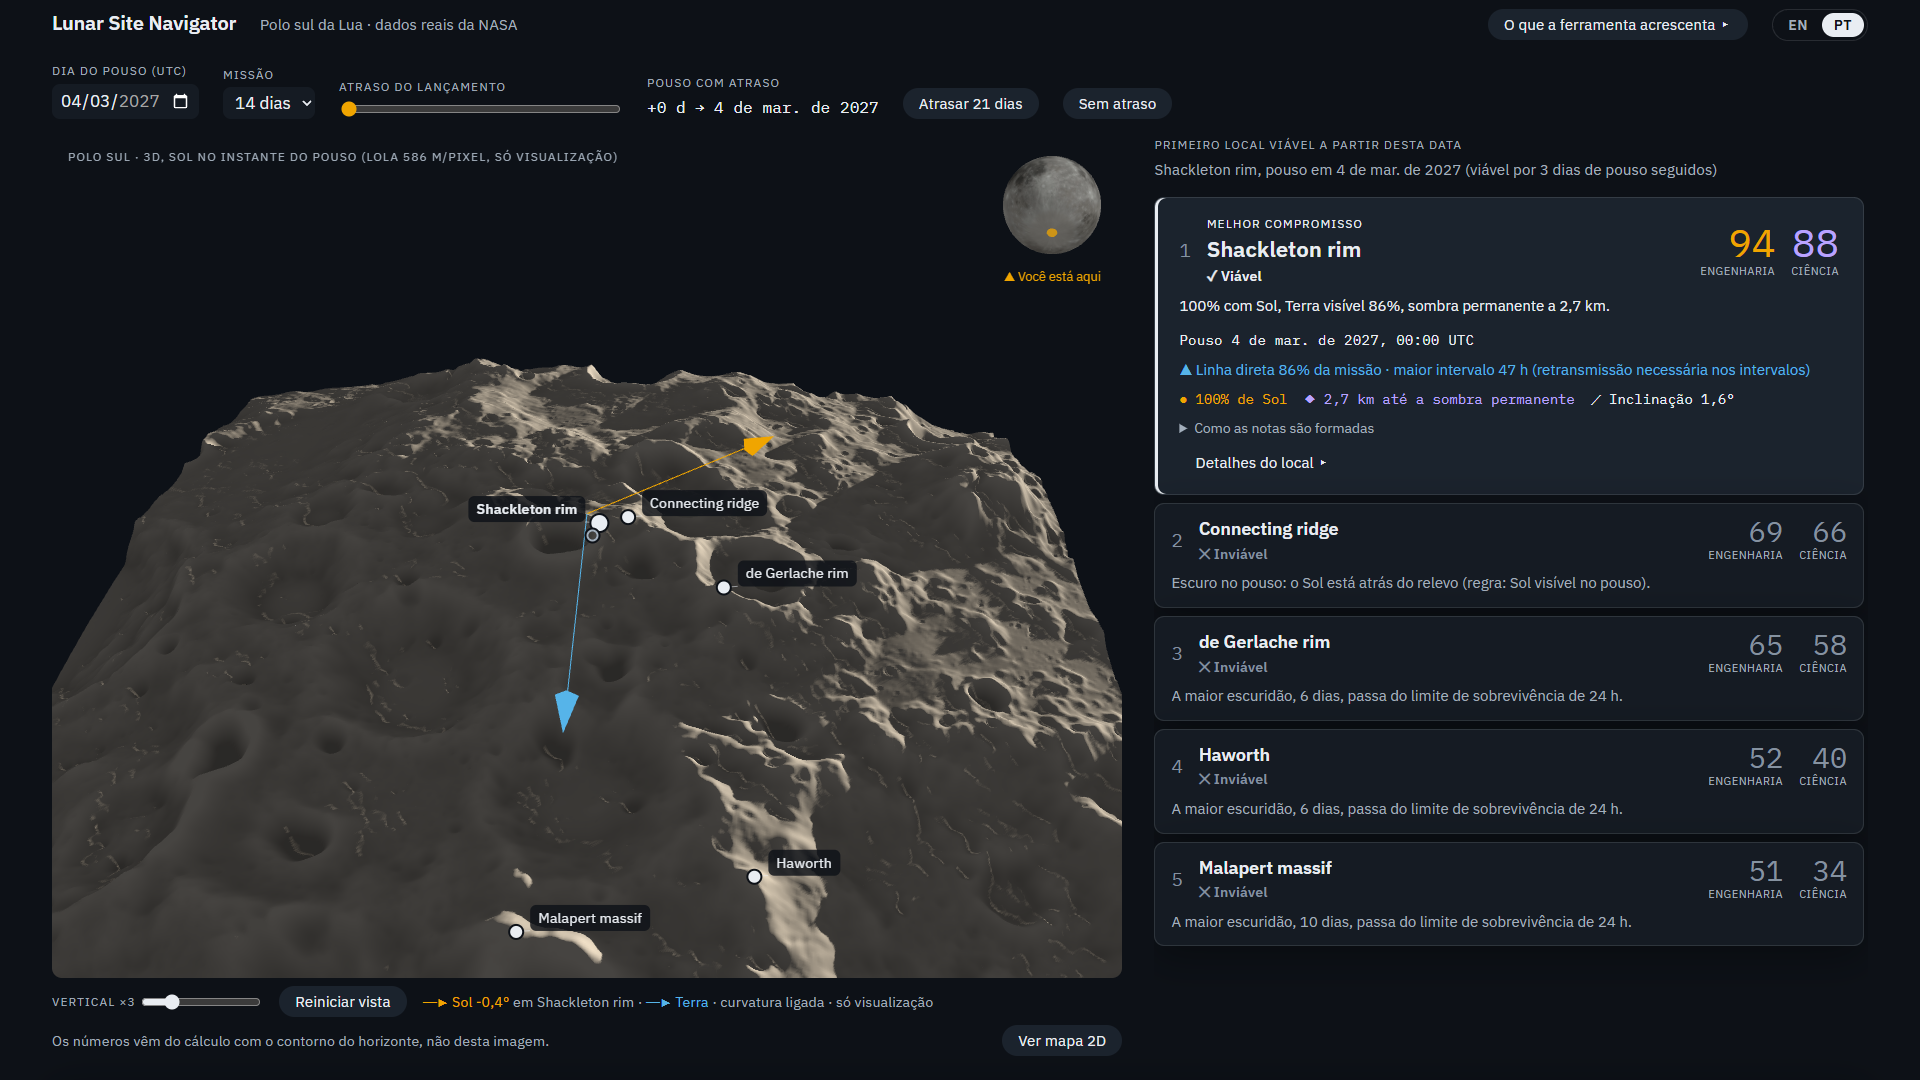 Lunar Site Navigator
Polo sul da Lua · dados reais da NASA
O que a ferramenta acrescenta ▸
EN
PT
DIA DO POUSO (UTC)
04/03/2027
MISSÃO
14 dias
ATRASO DO LANÇAMENTO
POUSO COM ATRASO
+0 d → 4 de mar. de 2027
Atrasar 21 dias
Sem atraso
POLO SUL · 3D, SOL NO INSTANTE DO POUSO (LOLA 586 M/PIXEL, SÓ VISUALIZAÇÃO)
▲ Você está aqui
Shackleton rim
Connecting ridge
de Gerlache rim
Haworth
Malapert massif
VERTICAL ×3
Reiniciar vista
Sol -0,4° em Shackleton rim · Terra · curvatura ligada · só visualização
Os números vêm do cálculo com o contorno do horizonte, não desta imagem.
Ver mapa 2D
PRIMEIRO LOCAL VIÁVEL A PARTIR DESTA DATA
Shackleton rim, pouso em 4 de mar. de 2027 (viável por 3 dias de pouso seguidos)
MELHOR COMPROMISSO
1 Shackleton rim
✓ Viável
94 ENGENHARIA
88 CIÊNCIA
100% com Sol, Terra visível 86%, sombra permanente a 2,7 km.
Pouso 4 de mar. de 2027, 00:00 UTC
▲ Linha direta 86% da missão · maior intervalo 47 h (retransmissão necessária nos intervalos)
● 100% de Sol ◆ 2,7 km até a sombra permanente ⟋ Inclinação 1,6°
▶ Como as notas são formadas
Detalhes do local ▸
2 Connecting ridge
✕ Inviável
69 ENGENHARIA
66 CIÊNCIA
Escuro no pouso: o Sol está atrás do relevo (regra: Sol visível no pouso).
3 de Gerlache rim
✕ Inviável
65 ENGENHARIA
58 CIÊNCIA
A maior escuridão, 6 dias, passa do limite de sobrevivência de 24 h.
4 Haworth
✕ Inviável
52 ENGENHARIA
40 CIÊNCIA
A maior escuridão, 6 dias, passa do limite de sobrevivência de 24 h.
5 Malapert massif
✕ Inviável
51 ENGENHARIA
34 CIÊNCIA
A maior escuridão, 10 dias, passa do limite de sobrevivência de 24 h.